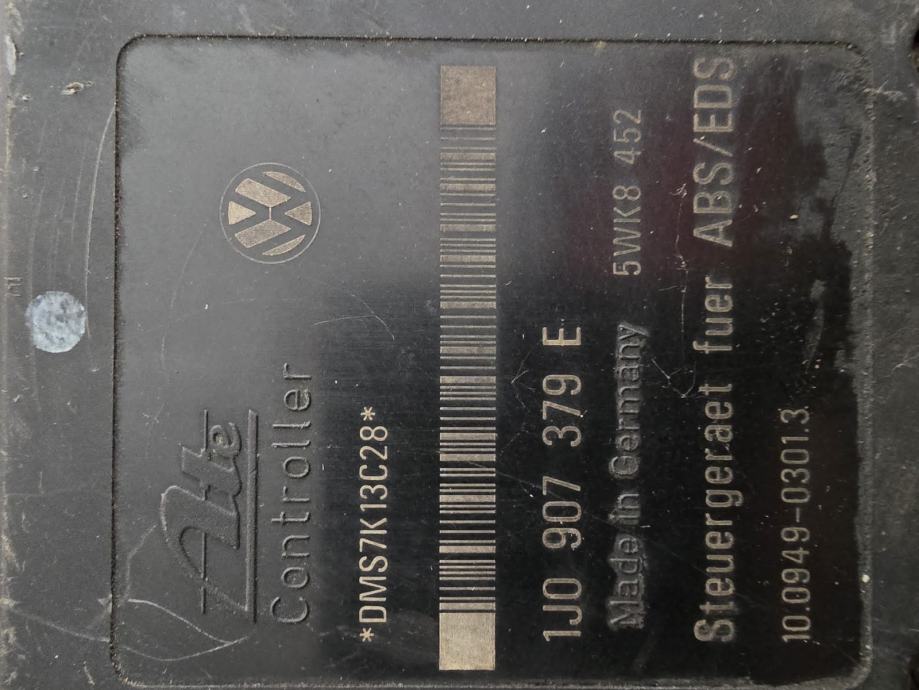 Ate
Controller
*DMS7K13C28*
1J0 907 379 E
Made in Germany 5WK8 452
Steuergeraet fuer ABS/EDS
10.0949-0301.3